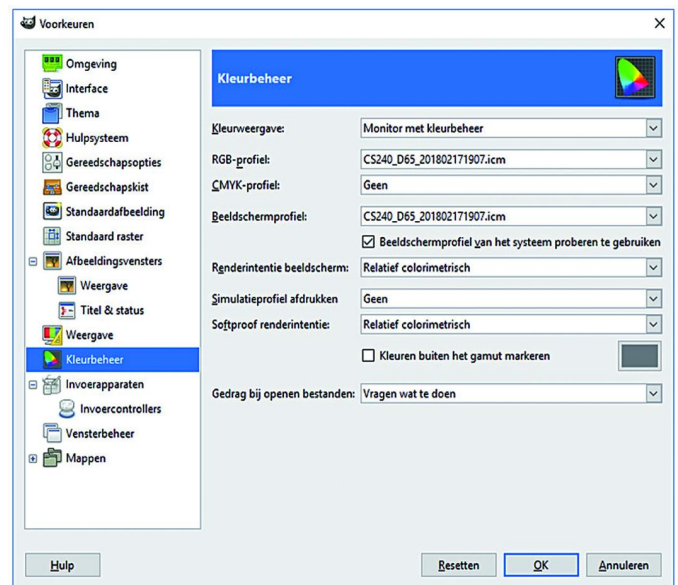 Voorkeuren
Omgeving
Interface
Thema
Hulpsysteem
Gereedschapsopties
Gereedschapskist
Standaardafbeelding
Standaard raster
Afbeeldingsvensters
Weergave
Titel & status
Weergave
Kleurbeheer
Invoerapparaten
Invoercontrollers
Vensterbeheer
Mappen
Kleurbeheer
Kleurweergave: Monitor met kleurbeheer
RGB-profiel: CS240_D65_201802171907.icm
CMYK-profiel: Geen
Beeldschermprofiel: CS240_D65_201802171907.icm
Beeldschermprofiel van het systeem proberen te gebruiken
Renderintentie beeldscherm: Relatief colorimetrisch
Simulatieprofiel afdrukken Geen
Softproof renderintentie: Relatief colorimetrisch
Kleuren buiten het gamut markeren
Gedrag bij openen bestanden: Vragen wat te doen
Hulp Resetten OK Annuleren